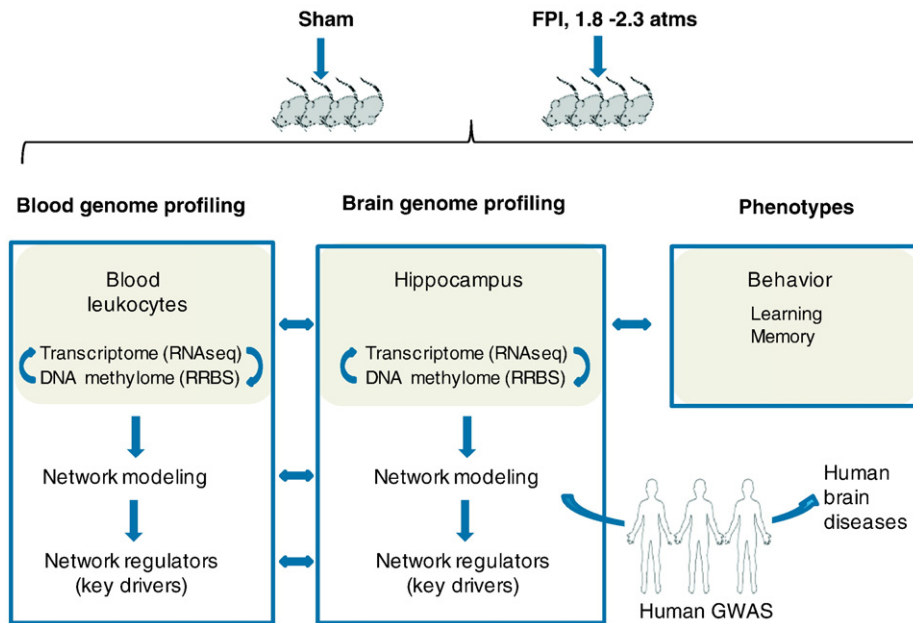 Sham
FPI, 1.8 -2.3 atms
Blood genome profiling
Brain genome profiling
Phenotypes
Blood
leukocytes
Transcriptome (RNAseq)
DNA methylome (RRBS)
Network modeling
Network regulators
(key drivers)
Hippocampus
Transcriptome (RNAseq)
DNA methylome (RRBS)
Network modeling
Network regulators
(key drivers)
Behavior
Learning
Memory
Human
brain
diseases
Human GWAS